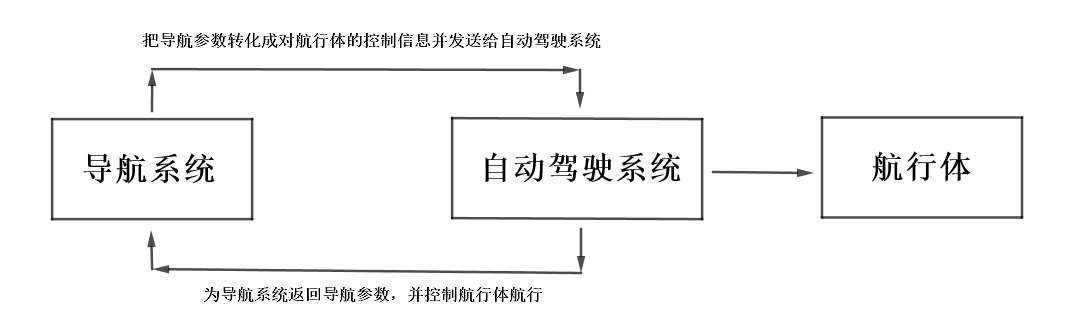 把导航参数转化成对航行体的控制信息并发送给自动驾驶系统
导航系统
自动驾驶系统
航行体
为导航系统返回导航参数，并控制航行体航行